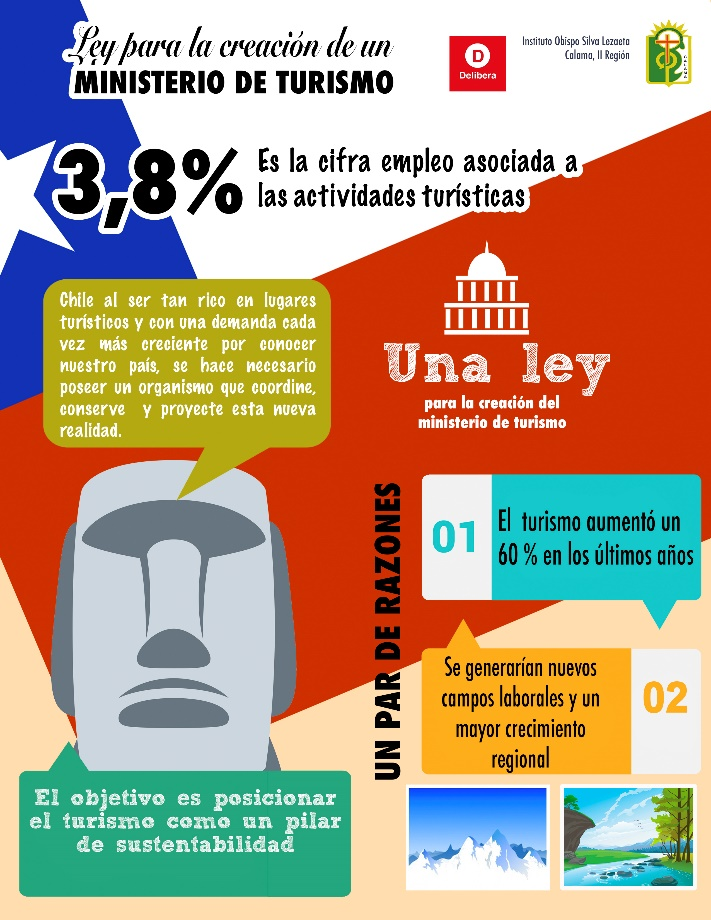 Ley para la creación de un
MINISTERIO DE TURISMO
D
Delibera
Instituto Obispo Silva Lezaeta
Calama, II Región
3,8%
Es la cifra empleo asociada a
las actividades turísticas
Chile al ser tan rico en lugares
turísticos y con una demanda cada
vez más creciente por conocer
nuestro país, se hace necesario
poseer un organismo que coordine,
conserve y proyecte esta nueva
realidad.
Una ley
para la creación del
ministerio de turismo
UN PAR DE RAZONES
01
El turismo aumentó un
60 % en los últimos años
Se generarían nuevos
campos laborales y un
mayor crecimiento
regional
02
El objetivo es posicionar
el turismo como un pilar
de sustentabilidad